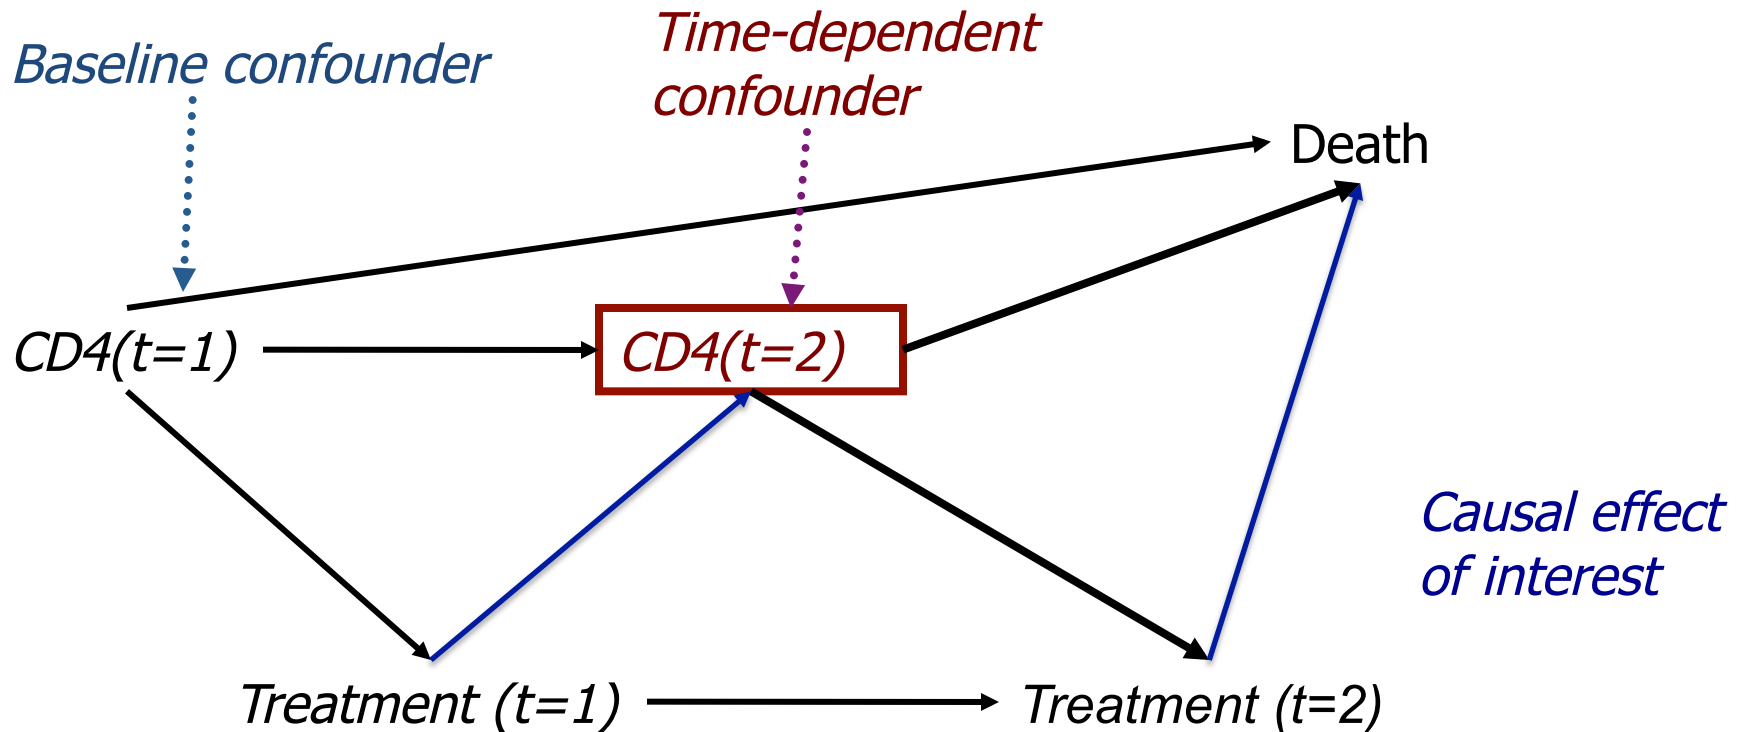 Baseline confounder
Time-dependent
confounder
Death
CD4(t=1)
CD4(t=2)
Causal effect
of interest
Treatment (t=1)
Treatment (t=2)